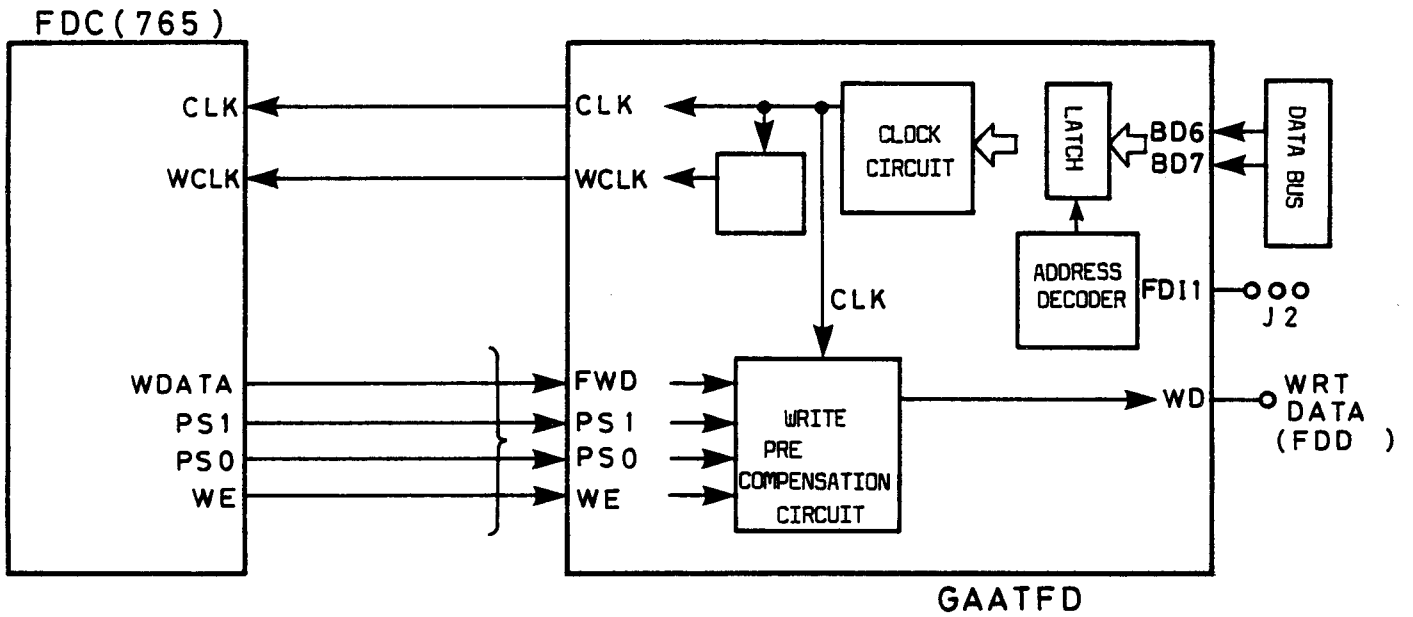 FDC(765)
CLK
WCLK
WDATA
PS1
PS0
WE
CLK
WCLK
FWD
PS1
PS0
WE
CLOCK
CIRCUIT
LATCH
BD6
BD7
DATA BUS
ADDRESS
DECODER
FDI1
J2
CLK
WRITE
PRE
COMPENSATION
CIRCUIT
WD
WRT
DATA
(FDD )
GAATFD